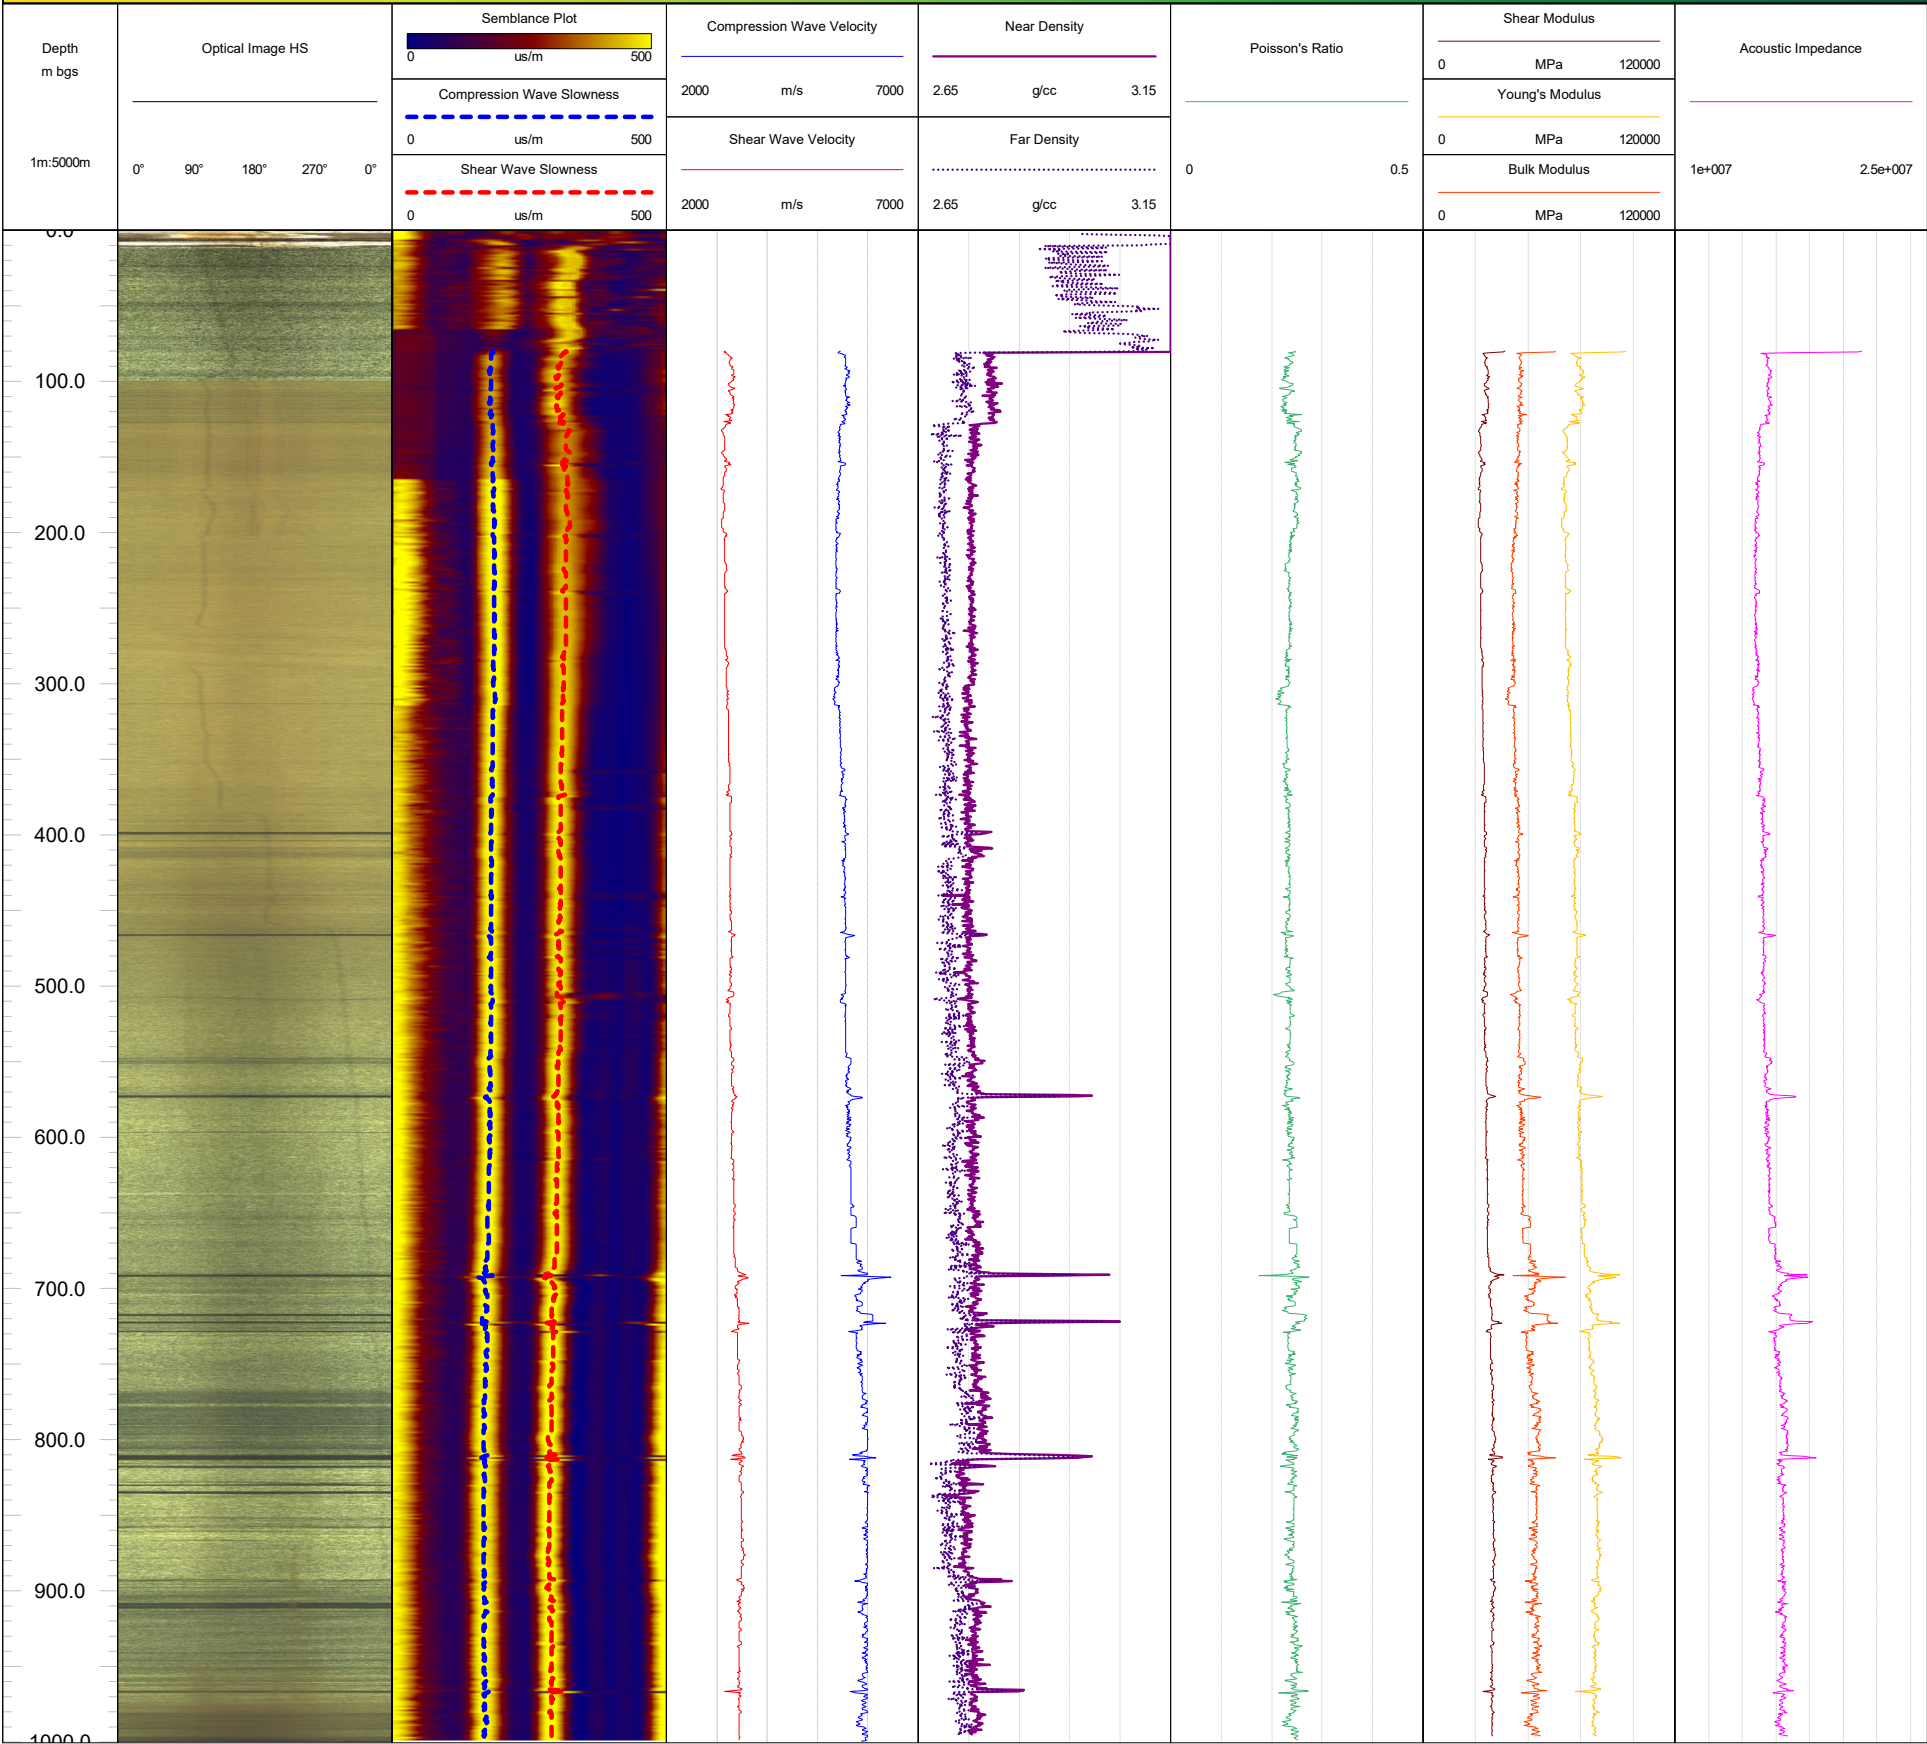 Depth
m bgs
1m:5000m
Optical Image HS
0° 90° 180° 270° 0°
Semblance Plot
0 us/m 500
Compression Wave Slowness
0 us/m 500
Shear Wave Slowness
0 us/m 500
Compression Wave Velocity
2000 m/s 7000
Shear Wave Velocity
2000 m/s 7000
Near Density
2.65 g/cc 3.15
Far Density
2.65 g/cc 3.15
Poisson's Ratio
0 0.5
Shear Modulus
0 MPa 120000
Young's Modulus
0 MPa 120000
Bulk Modulus
0 MPa 120000
Acoustic Impedance
1e+007 2.5e+007
0.0
100.0
200.0
300.0
400.0
500.0
600.0
700.0
800.0
900.0
1000.0